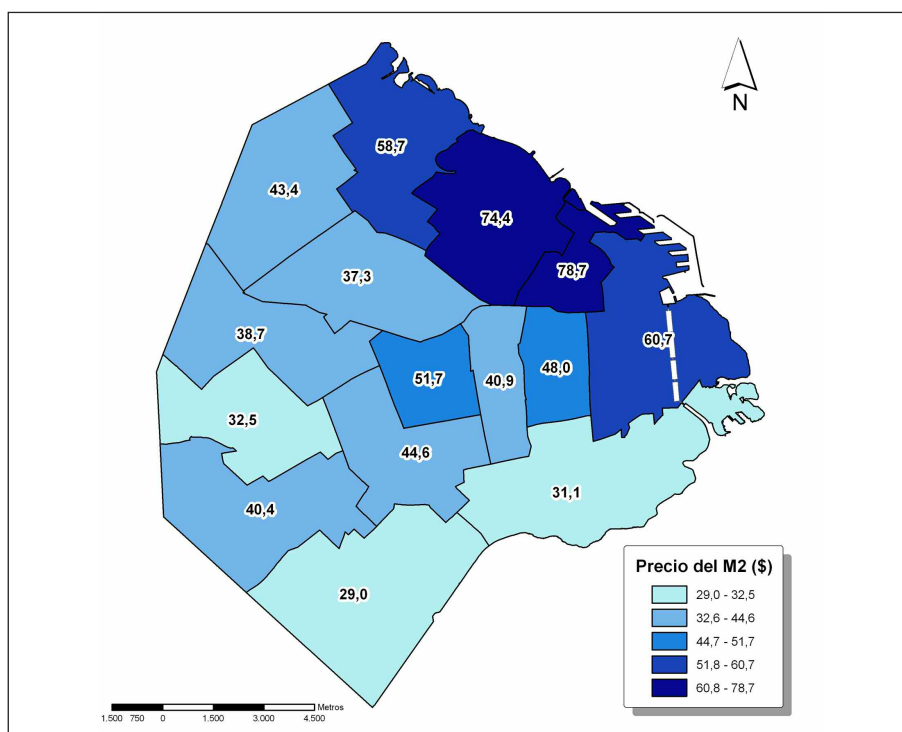 N
58,7
43,4
74,4
37,3
78,7
38,7
60,7
51,7
40,9
48,0
32,5
44,6
31,1
40,4
29,0
Precio del M2 ($)
29,0 - 32,5
32,6 - 44,6
44,7 - 51,7
51,8 - 60,7
60,8 - 78,7
Metros
1.500 750 0 1.500 3.000 4.500